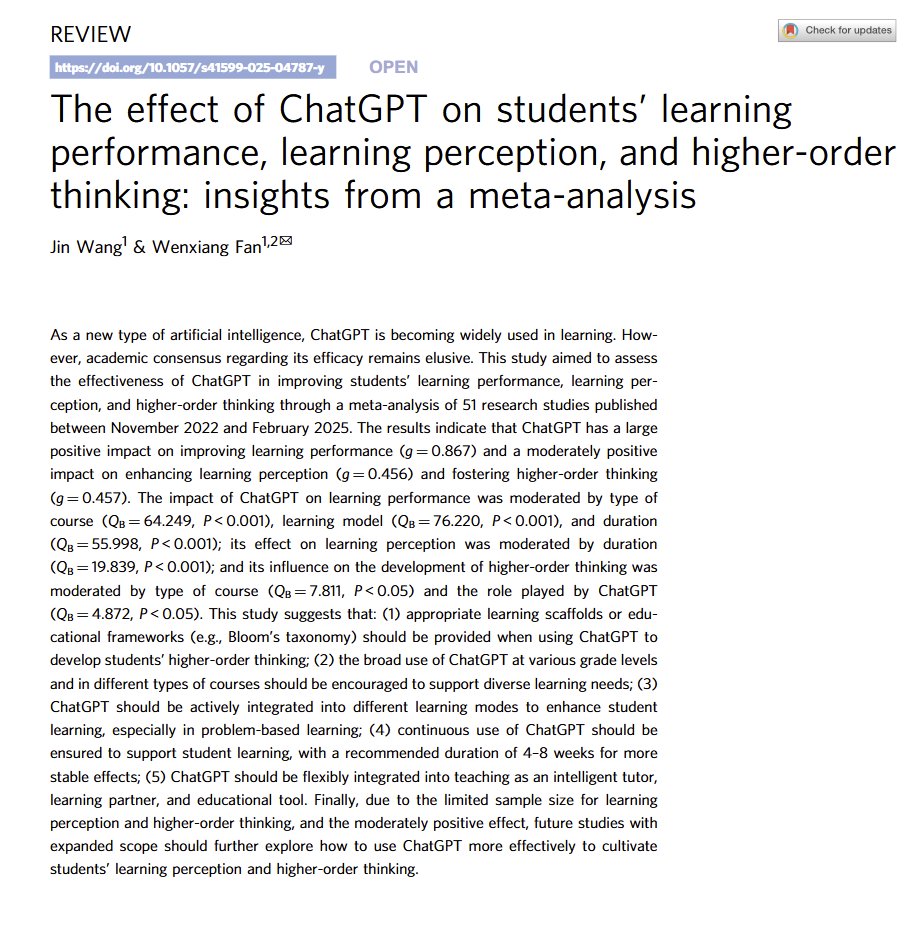 REVIEW
Check for updates
https://doi.org/10.1057/s41599-025-04787-y OPEN
The effect of ChatGPT on students’ learning
performance, learning perception, and higher-order
thinking: insights from a meta-analysis
Jin Wang1 & Wenxiang Fan1,2✉
As a new type of artificial intelligence, ChatGPT is becoming widely used in learning. How-
ever, academic consensus regarding its efficacy remains elusive. This study aimed to assess
the effectiveness of ChatGPT in improving students’ learning performance, learning per-
ception, and higher-order thinking through a meta-analysis of 51 research studies published
between November 2022 and February 2025. The results indicate that ChatGPT has a large
positive impact on improving learning performance (g = 0.867) and a moderately positive
impact on enhancing learning perception (g = 0.456) and fostering higher-order thinking
(g = 0.457). The impact of ChatGPT on learning performance was moderated by type of
course (QB = 64.249, P < 0.001), learning model (QB = 76.220, P < 0.001), and duration
(QB = 55.998, P < 0.001); its effect on learning perception was moderated by duration
(QB = 19.839, P < 0.001); and its influence on the development of higher-order thinking was
moderated by type of course (QB = 7.811, P < 0.05) and the role played by ChatGPT
(QB = 4.872, P < 0.05). This study suggests that: (1) appropriate learning scaffolds or edu-
cational frameworks (e.g., Bloom’s taxonomy) should be provided when using ChatGPT to
develop students’ higher-order thinking; (2) the broad use of ChatGPT at various grade levels
and in different types of courses should be encouraged to support diverse learning needs; (3)
ChatGPT should be actively integrated into different learning modes to enhance student
learning, especially in problem-based learning; (4) continuous use of ChatGPT should be
ensured to support student learning, with a recommended duration of 4–8 weeks for more
stable effects; (5) ChatGPT should be flexibly integrated into teaching as an intelligent tutor,
learning partner, and educational tool. Finally, due to the limited sample size for learning
perception and higher-order thinking, and the moderately positive effect, future studies with
expanded scope should further explore how to use ChatGPT more effectively to cultivate
students’ learning perception and higher-order thinking.